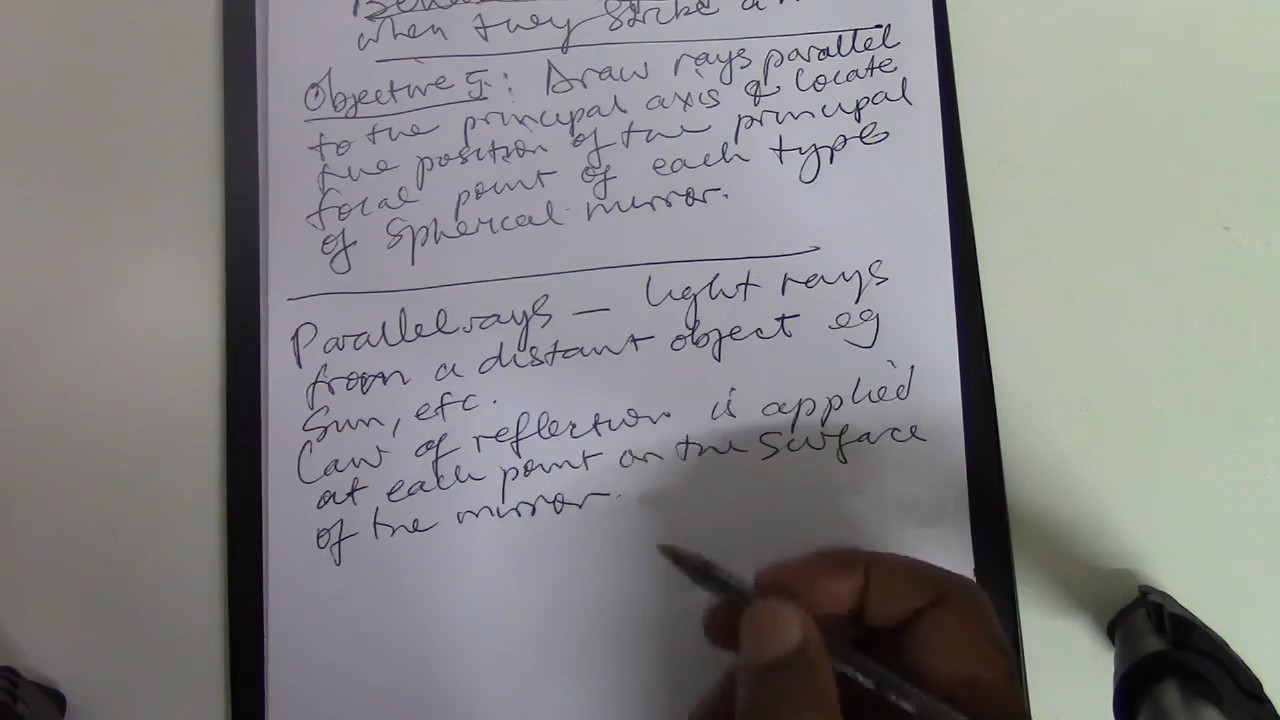 when they strike a
Objective 5: Draw rays parallel
to the principal axis & locate
the position of the principal
focal point of each type
of spherical mirror.
Parallel rays — light rays
from a distant object eg
Sun, etc.
Law of reflection is applied
at each point on the surface
of the mirror.